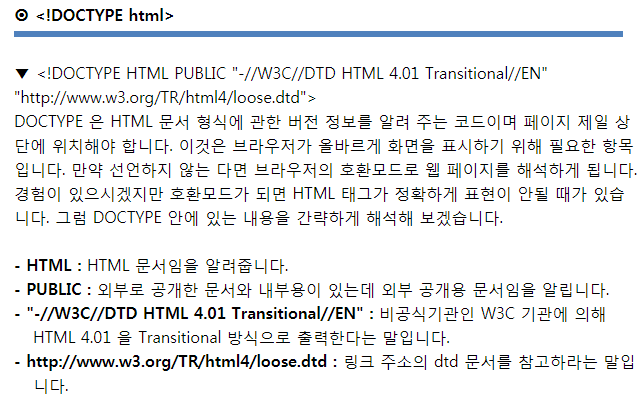 ⊙ <!DOCTYPE html>
▼ <!DOCTYPE HTML PUBLIC "-//W3C//DTD HTML 4.01 Transitional//EN"
"http://www.w3.org/TR/html4/loose.dtd">
DOCTYPE 은 HTML 문서 형식에 관한 버전 정보를 알려 주는 코드이며 페이지 제일 상
단에 위치해야 합니다. 이것은 브라우저가 올바르게 화면을 표시하기 위해 필요한 항목
입니다. 만약 선언하지 않는 다면 브라우저의 호환모드로 웹 페이지를 해석하게 됩니다.
경험이 있으시겠지만 호환모드가 되면 HTML 태그가 정확하게 표현이 안될 때가 있습
니다. 그럼 DOCTYPE 안에 있는 내용을 간략하게 해석해 보겠습니다.
- HTML : HTML 문서임을 알려줍니다.
- PUBLIC : 외부로 공개한 문서와 내부용이 있는데 외부 공개용 문서임을 알립니다.
- "-//W3C//DTD HTML 4.01 Transitional//EN" : 비공식기관인 W3C 기관에 의해
HTML 4.01 을 Transitional 방식으로 출력한다는 말입니다.
- http://www.w3.org/TR/html4/loose.dtd : 링크 주소의 dtd 문서를 참고하라는 말입
니다.